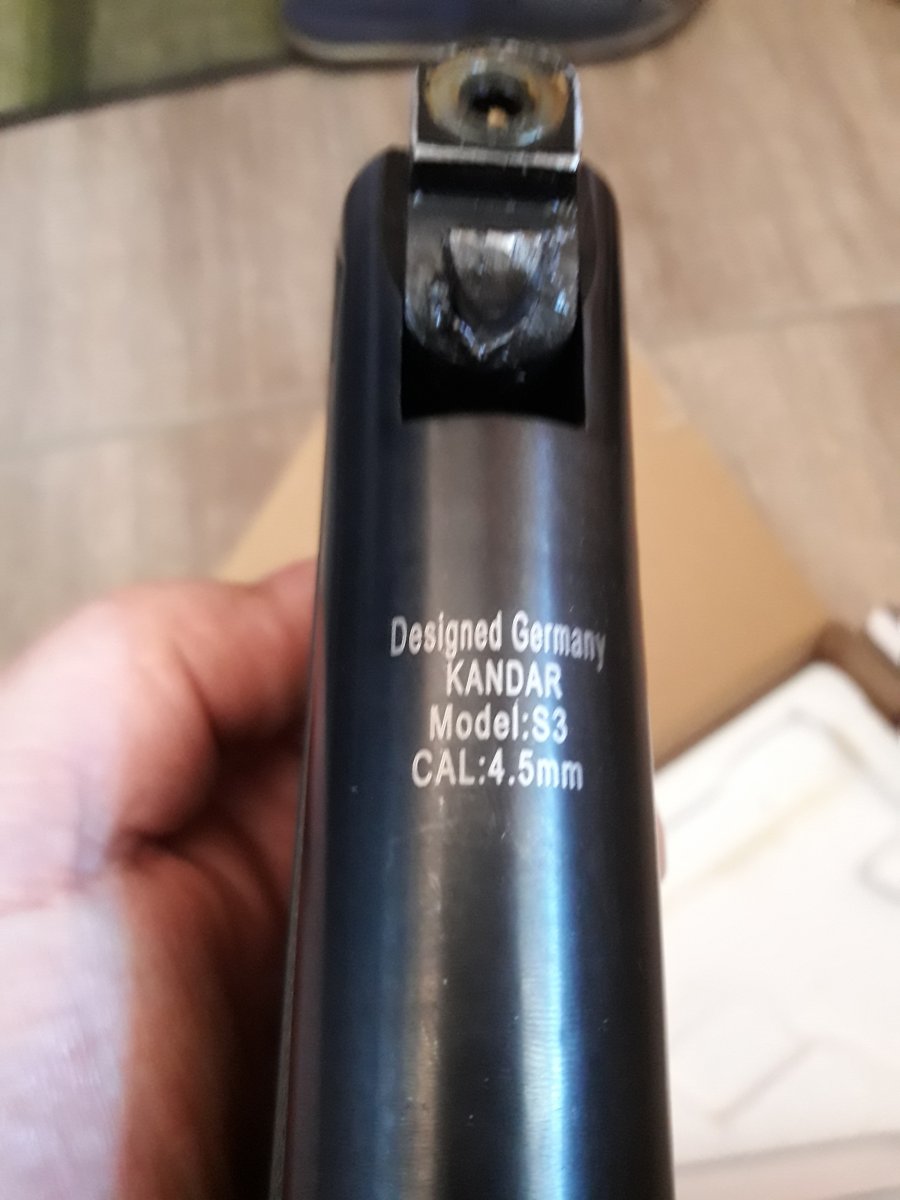 Designed Germany
KANDAR
Model:S3
CAL:4.5mm